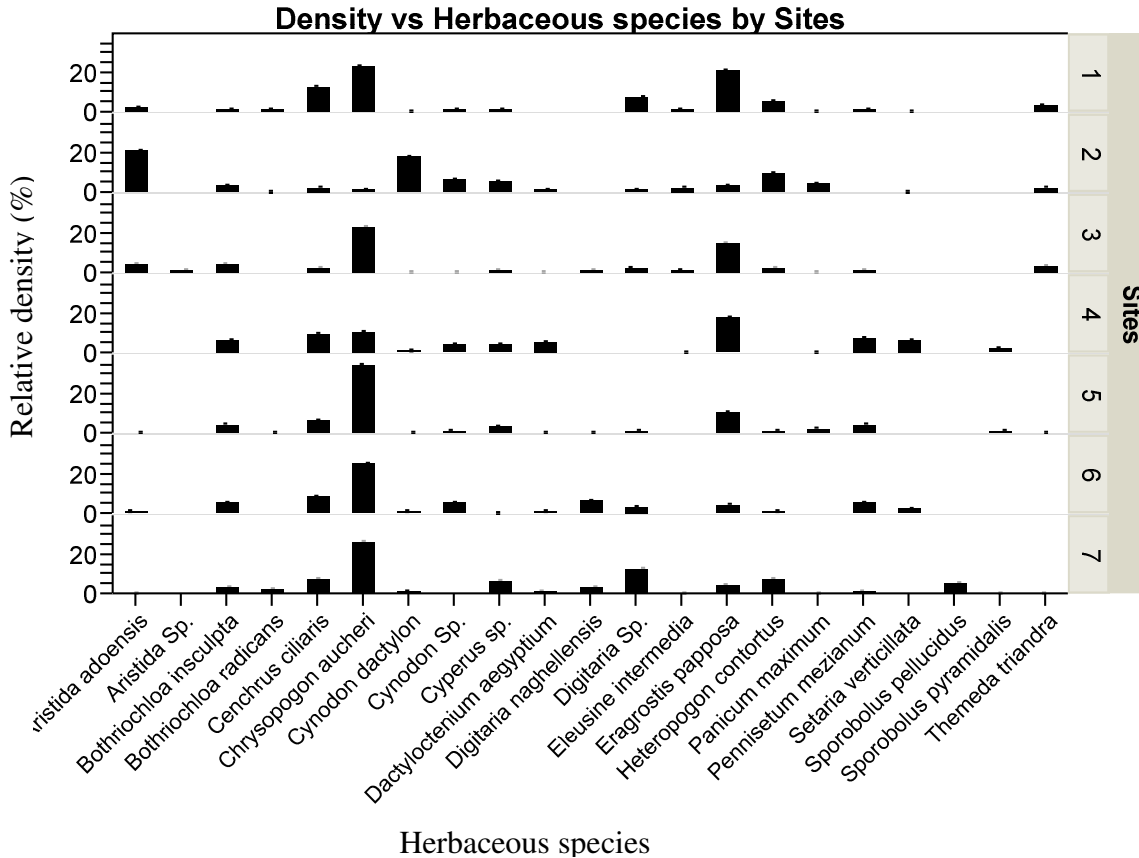 Density vs Herbaceous species by Sites
Relative density (%)
20
0
1
20
0
2
20
0
3
20
0
4
20
0
5
20
0
6
20
0
7
Sites
ristida adoensis
Aristida Sp.
Bothriochloa insculpta
Bothriochloa radicans
Cenchrus ciliaris
Chrysopogon aucheri
Cynodon dactylon
Cynodon Sp.
Cyperus sp.
Dactyloctenium aegyptium
Digitaria naghellensis
Digitaria Sp.
Eleusine intermedia
Eragrostis papposa
Heteropogon contortus
Panicum maximum
Pennisetum mezianum
Setaria verticillata
Sporobolus pellucidus
Sporobolus pyramidalis
Themeda triandra
Herbaceous species